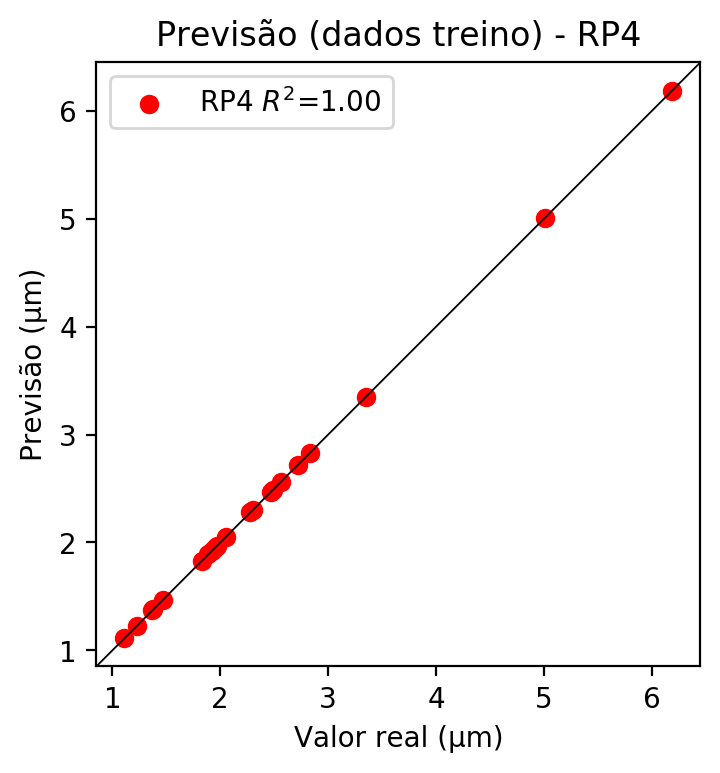 Previsão (dados treino) - RP4
RP4 R²=1.00
Previsão (μm)
6
5
4
3
2
1
1 2 3 4 5 6
Valor real (μm)